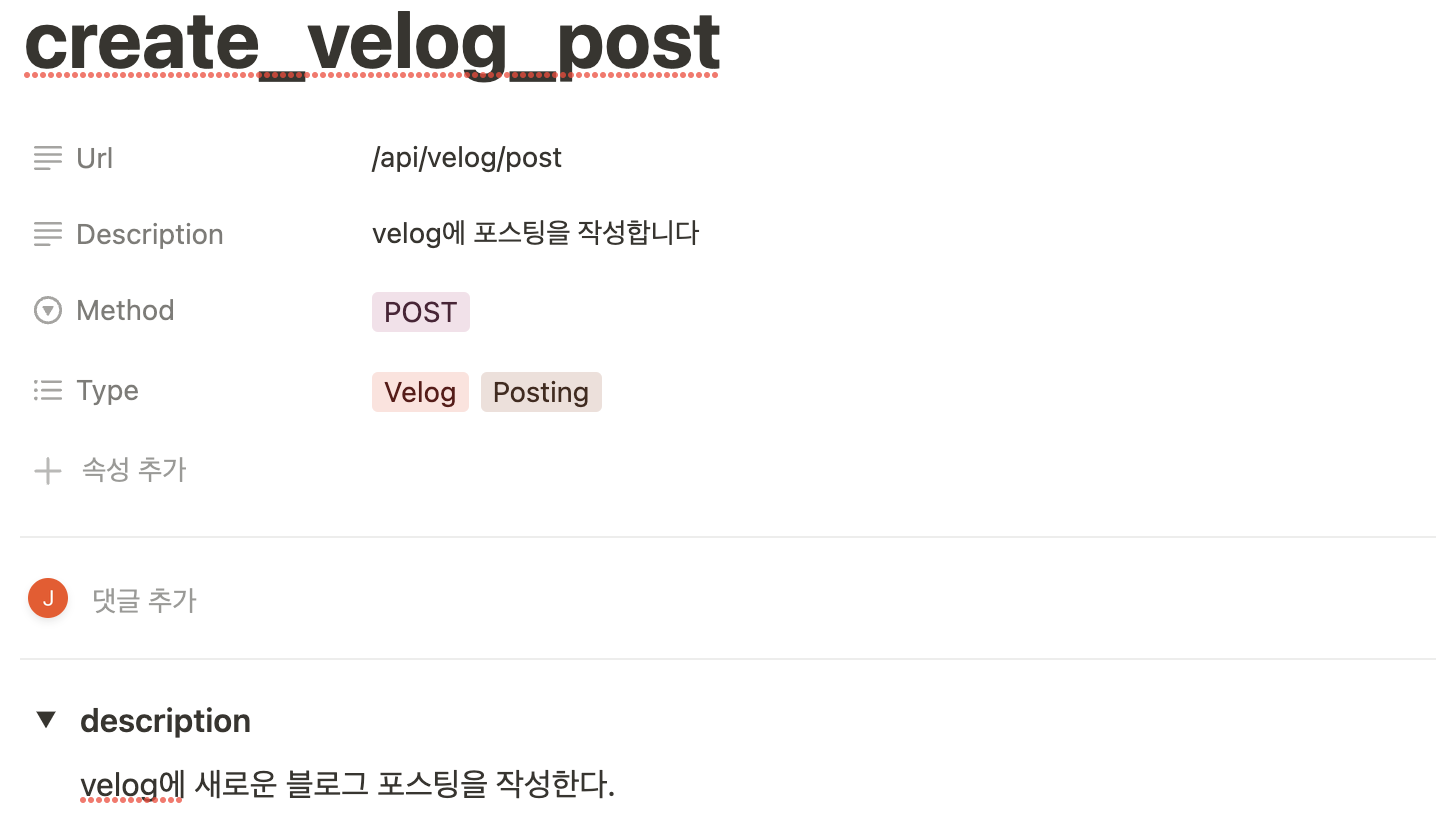 create_velog_post
Url /api/velog/post
Description velog에 포스팅을 작성합니다
Method POST
Type Velog Posting
속성 추가
J 댓글 추가
description
velog에 새로운 블로그 포스팅을 작성한다.